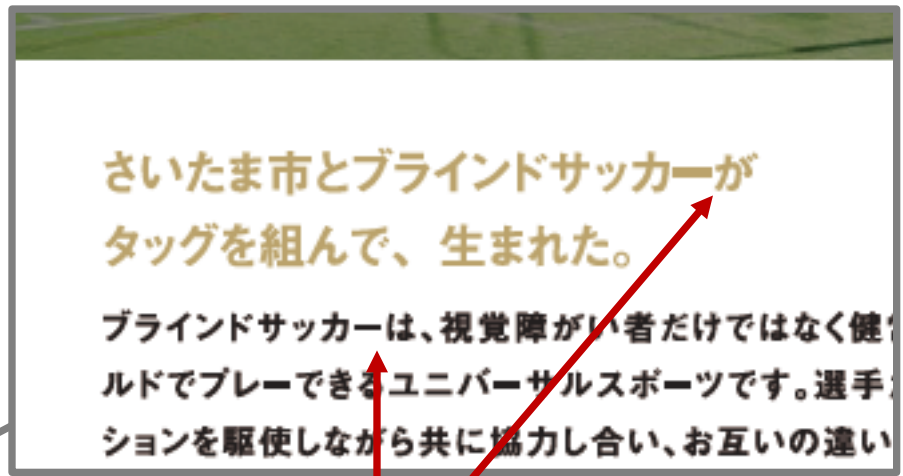 さいたま市とブラインドサッカーが
タッグを組んで、生まれた。
ブラインドサッカーは、視覚障がい者だけではなく健
ルドでプレーできるユニバーサルスポーツです。選手
ションを駆使しながら共に協力し合い、お互いの違い